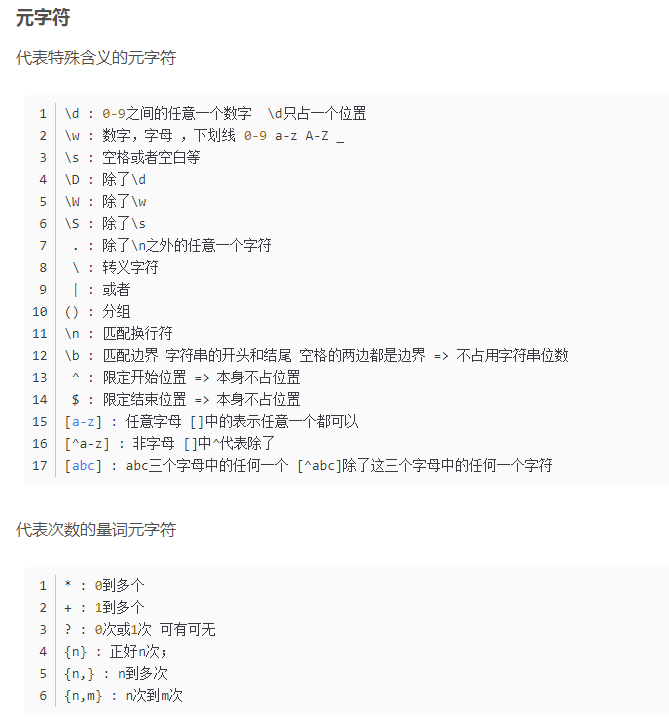 元字符
代表特殊含义的元字符
1 \d : 0-9之间的任意一个数字  \d只占一个位置
2 \w : 数字，字母 ，下划线 0-9 a-z A-Z _
3 \s : 空格或者空白等
4 \D : 除了\d
5 \W : 除了\w
6 \S : 除了\s
7  . : 除了\n之外的任意一个字符
8  \ : 转义字符
9  | : 或者
10 () : 分组
11 \n : 匹配换行符
12 \b : 匹配边界 字符串的开头和结尾 空格的两边都是边界 => 不占用字符串位数
13  ^ : 限定开始位置 => 本身不占位置
14  $ : 限定结束位置 => 本身不占位置
15 [a-z] : 任意字母 []中的表示任意一个都可以
16 [^a-z] : 非字母 []中^代表除了
17 [abc] : abc三个字母中的任何一个 [^abc]除了这三个字母中的任何一个字符
代表次数的量词元字符
1 * : 0到多个
2 + : 1到多个
3 ? : 0次或1次 可有可无
4 {n} : 正好n次；
5 {n,} : n到多次
6 {n,m} : n次到m次